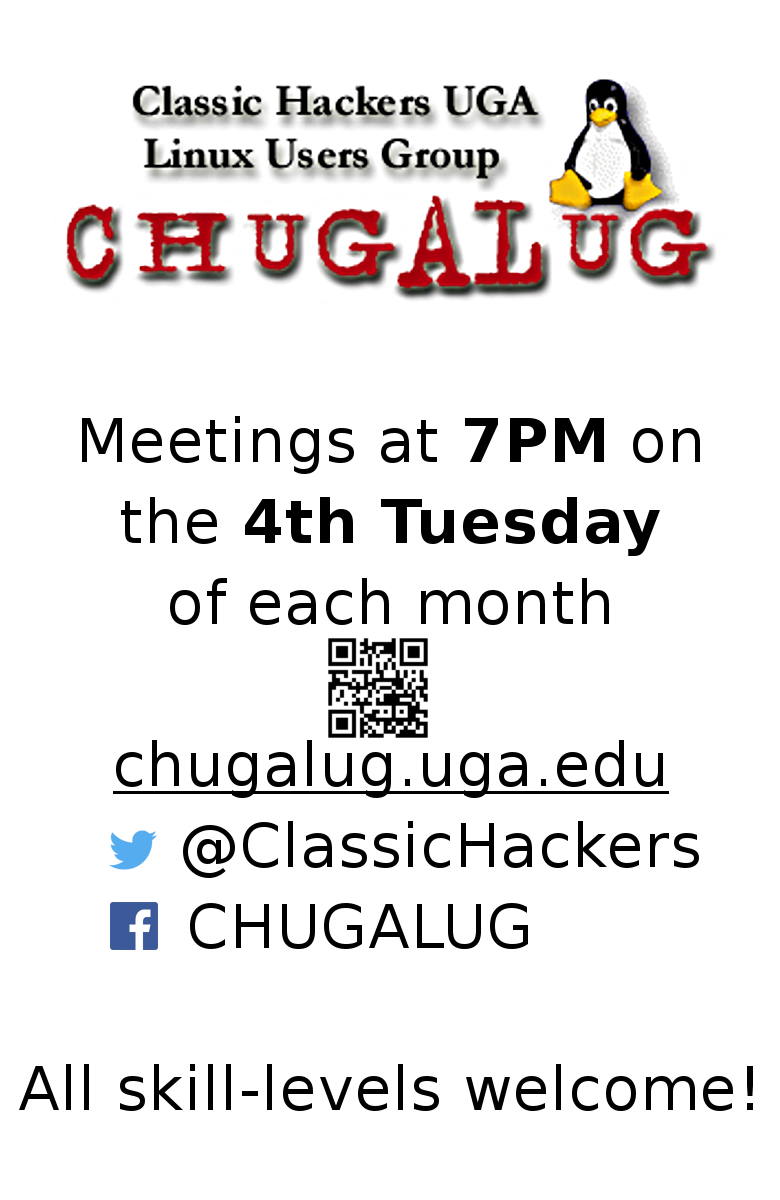 Classic Hackers UGA
Linux Users Group
CHUGALUG
Meetings at 7PM on
the 4th Tuesday
of each month
chugalug.uga.edu
@ClassicHackers
CHUGALUG
All skill-levels welcome!